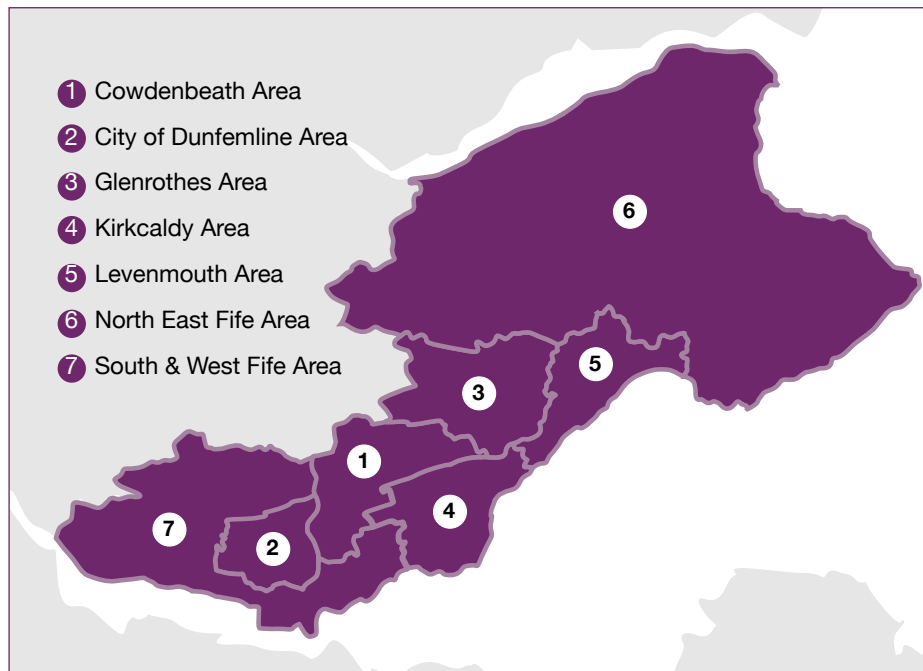 1 Cowdenbeath Area
2 City of Dunfemline Area
3 Glenrothes Area
4 Kirkcaldy Area
5 Levenmouth Area
6 North East Fife Area
7 South & West Fife Area
6
5
3
1
4
7
2